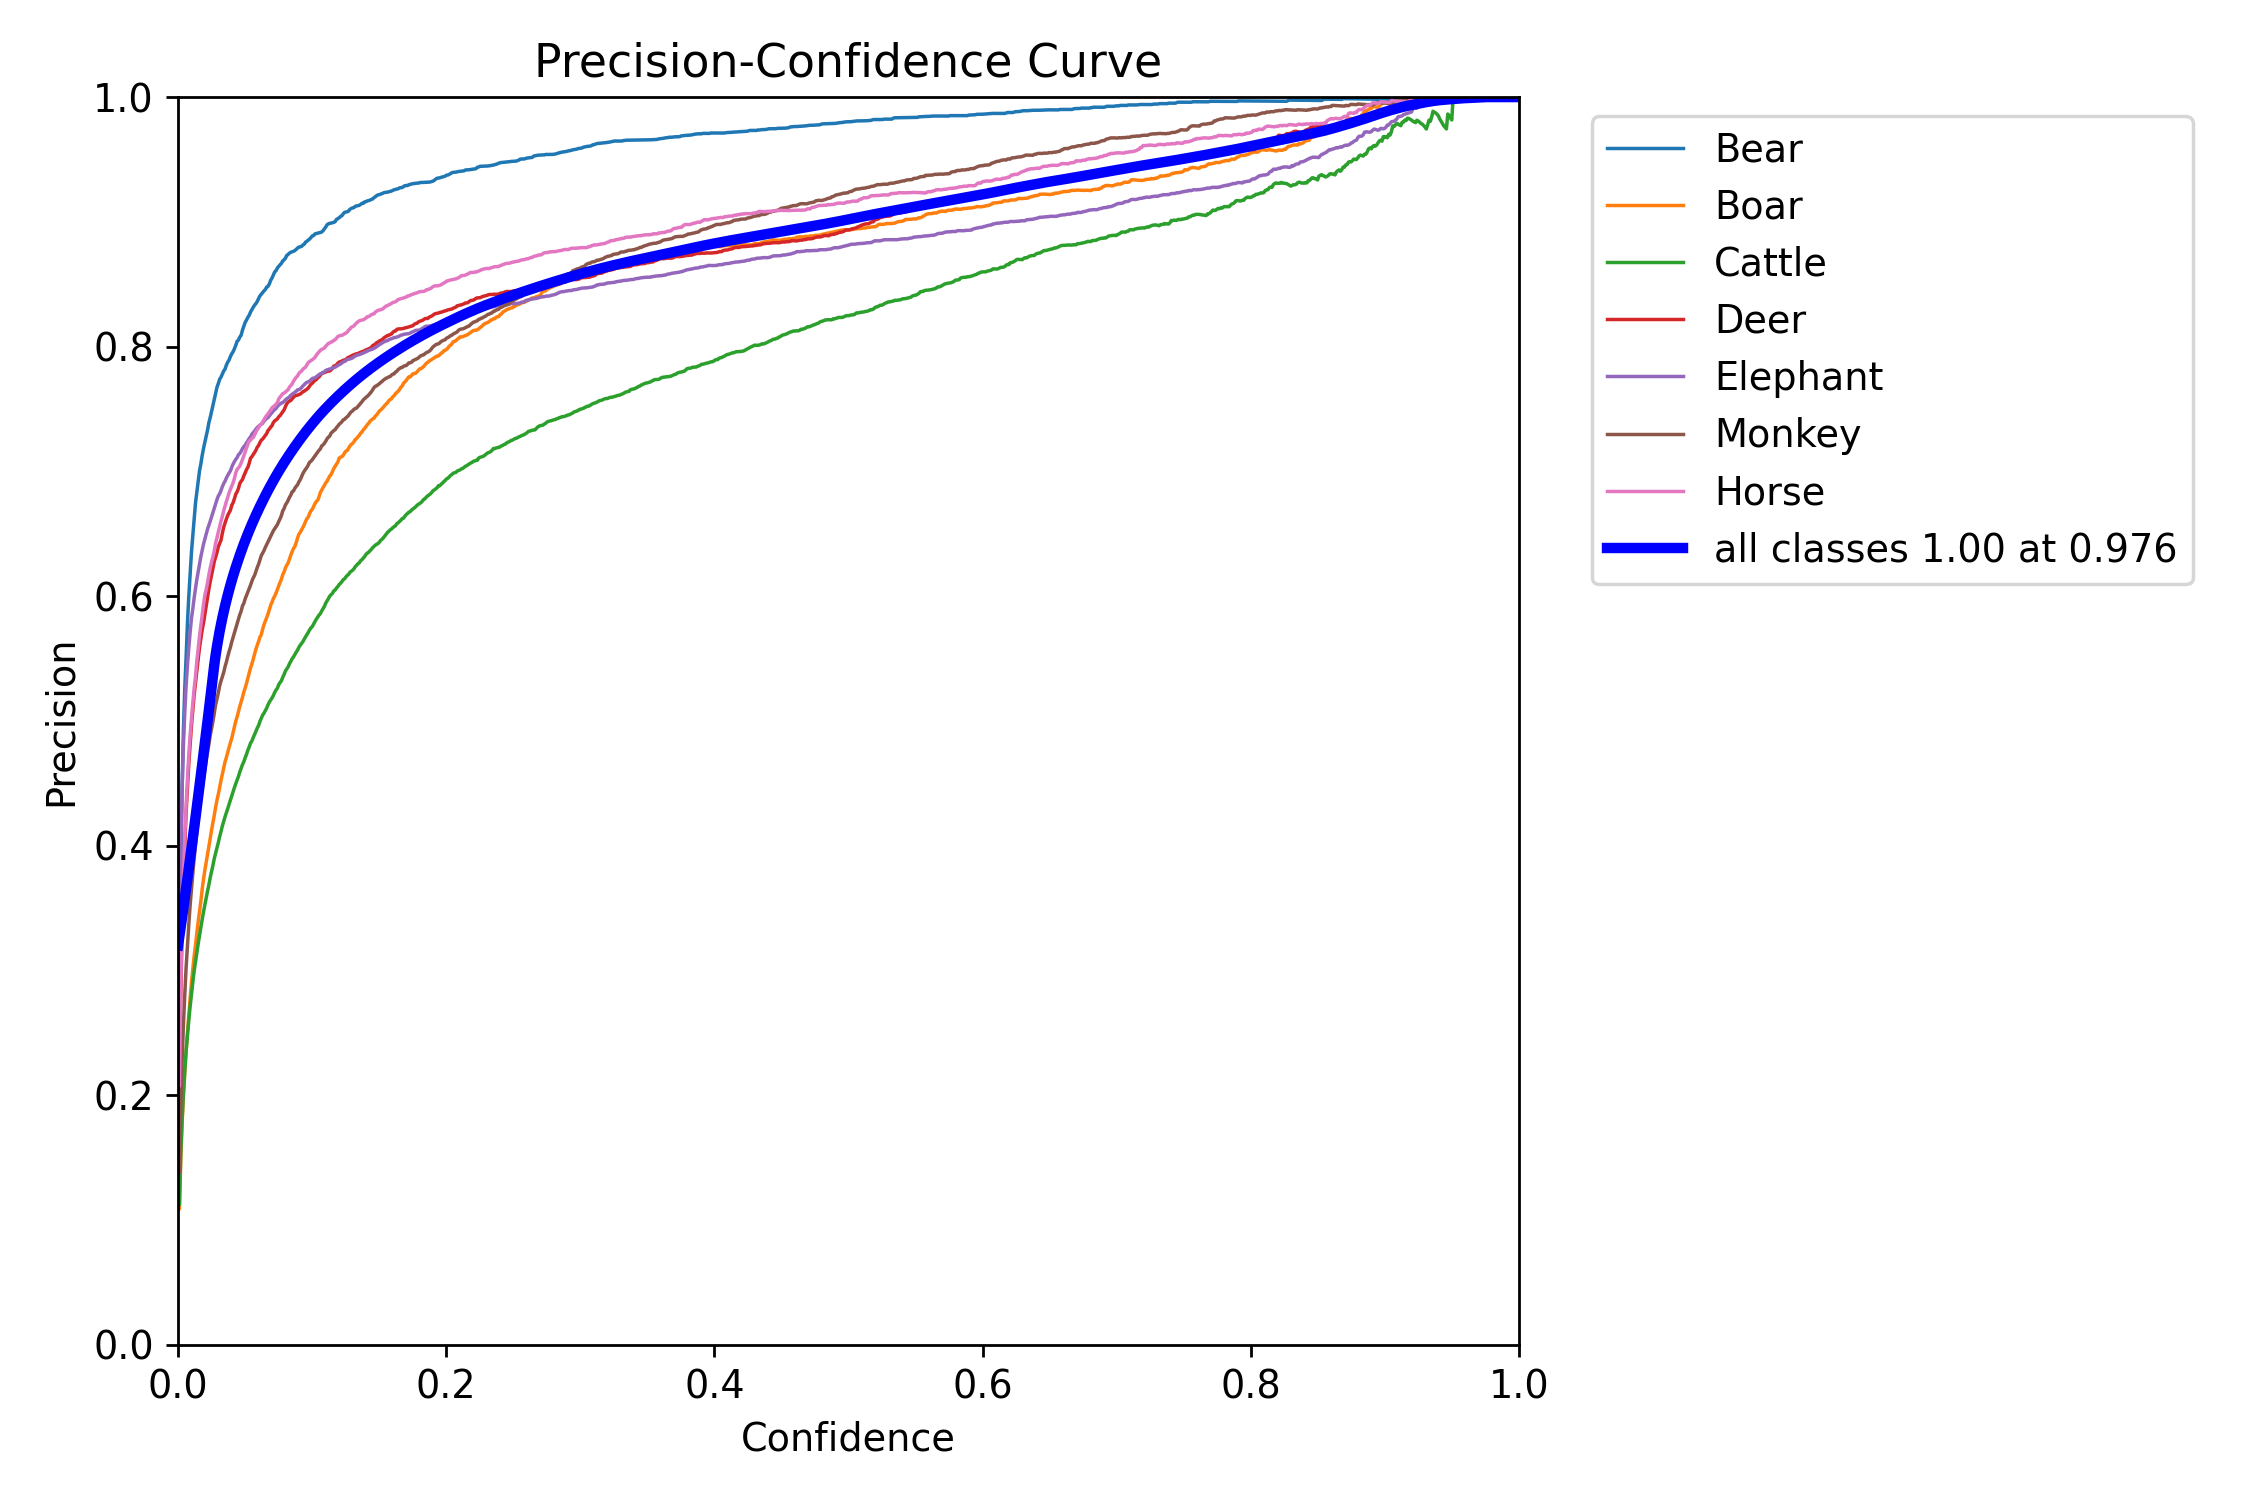 Precision-Confidence Curve
1.0
0.8
0.6
0.4
0.2
0.0
Precision
0.0 0.2 0.4 0.6 0.8 1.0
Confidence
Bear
Boar
Cattle
Deer
Elephant
Monkey
Horse
all classes 1.00 at 0.976